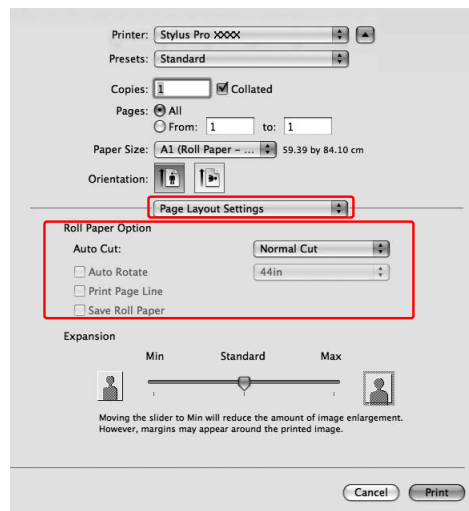 Printer: Stylus Pro XXXX
Presets: Standard
Copies: 1 Collated
Pages: All
From: 1 to: 1
Paper Size: A1 (Roll Paper – ... 59.39 by 84.10 cm
Orientation:
Page Layout Settings
Roll Paper Option
Auto Cut: Normal Cut
Auto Rotate 44in
Print Page Line
Save Roll Paper
Expansion
Min Standard Max
Moving the slider to Min will reduce the amount of image enlargement.
However, margins may appear around the printed image.
Cancel Print